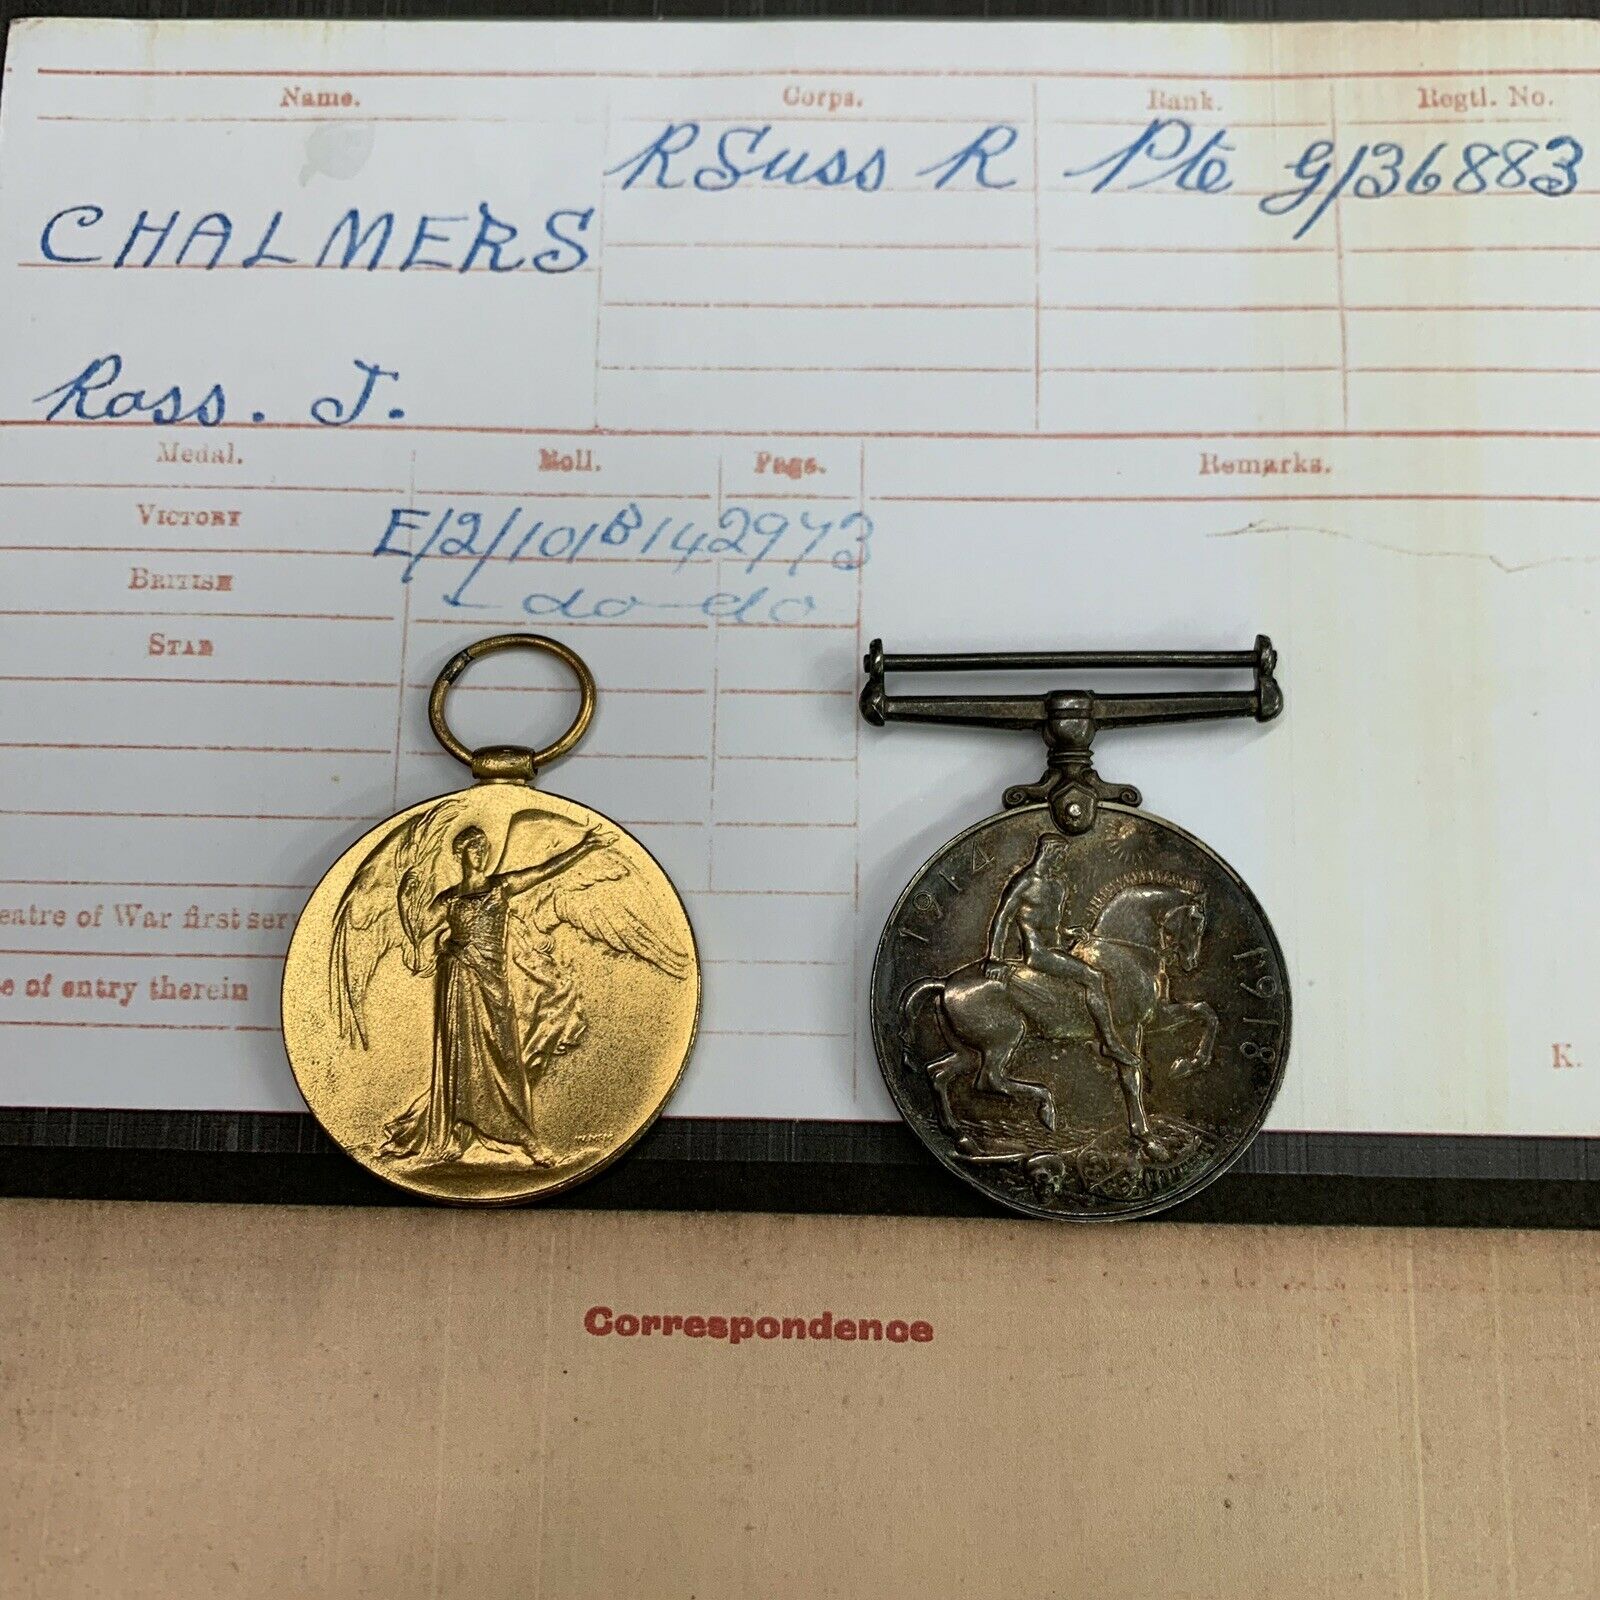 Name. Corps. Rank. Regtl. No.
R Suss R Pte G/36883
CHALMERS
Ross. J.
Medal. Roll. Page. Remarks.
VICTORY E/2/101B14 2973
BRITISH do do
STAR
eatre of War first ser
e of entry therein
K.
1914 1918
Correspondence